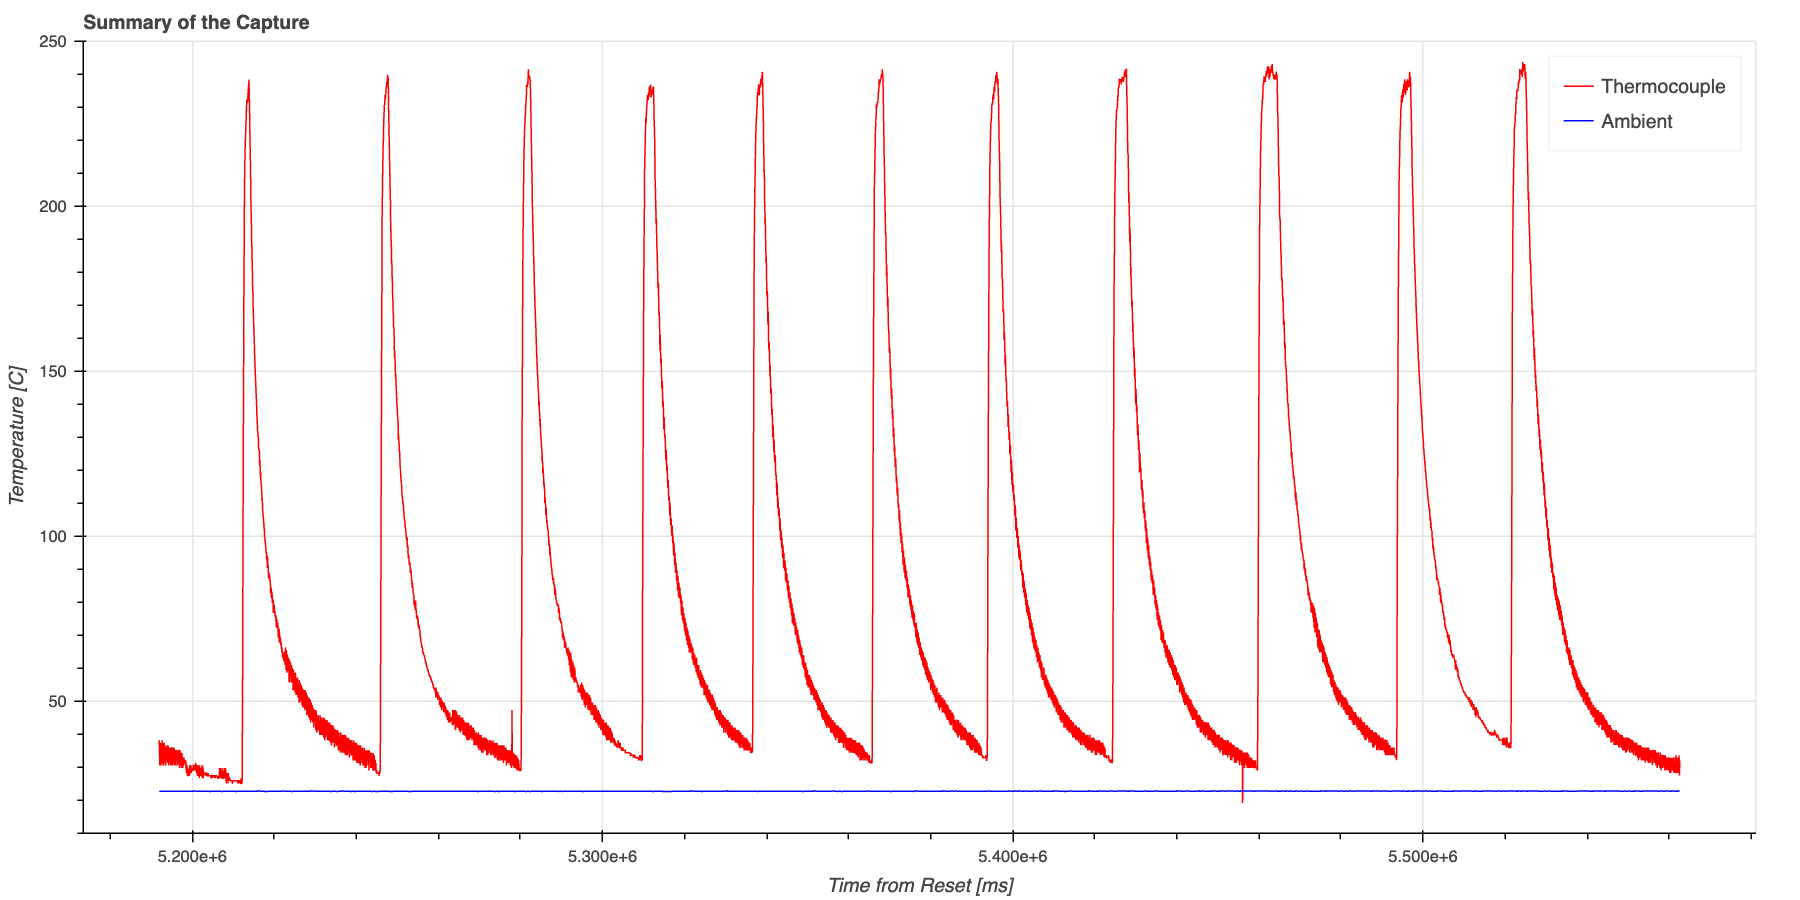 Summary of the Capture
250
200
150
100
50
Temperature [C]
Thermocouple
Ambient
5.200e+6
5.300e+6
5.400e+6
5.500e+6
Time from Reset [ms]